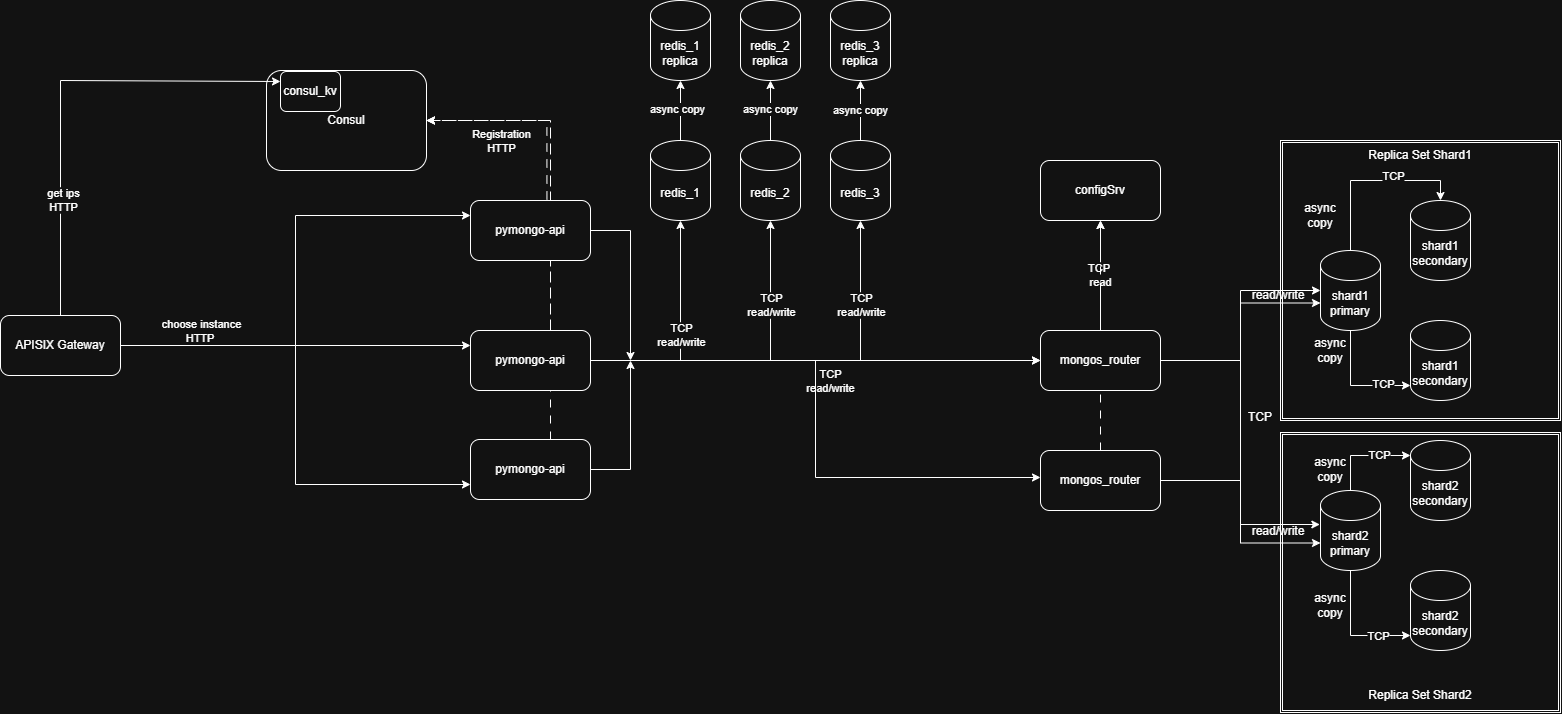 redis_1
replica
redis_2
replica
redis_3
replica
consul_kv
Consul
async copy
async copy
async copy
Registration
HTTP
get ips
HTTP
redis_1
redis_2
redis_3
configSrv
Replica Set Shard1
TCP
async
copy
shard1
secondary
pymongo-api
TCP
read
TCP
read/write
TCP
read/write
TCP
read/write
read/write
shard1
primary
APISIX Gateway
choose instance
HTTP
pymongo-api
mongos_router
async
copy
shard1
secondary
TCP
TCP
read/write
TCP
pymongo-api
mongos_router
async
copy
TCP
shard2
secondary
read/write
shard2
primary
async
copy
shard2
secondary
TCP
Replica Set Shard2